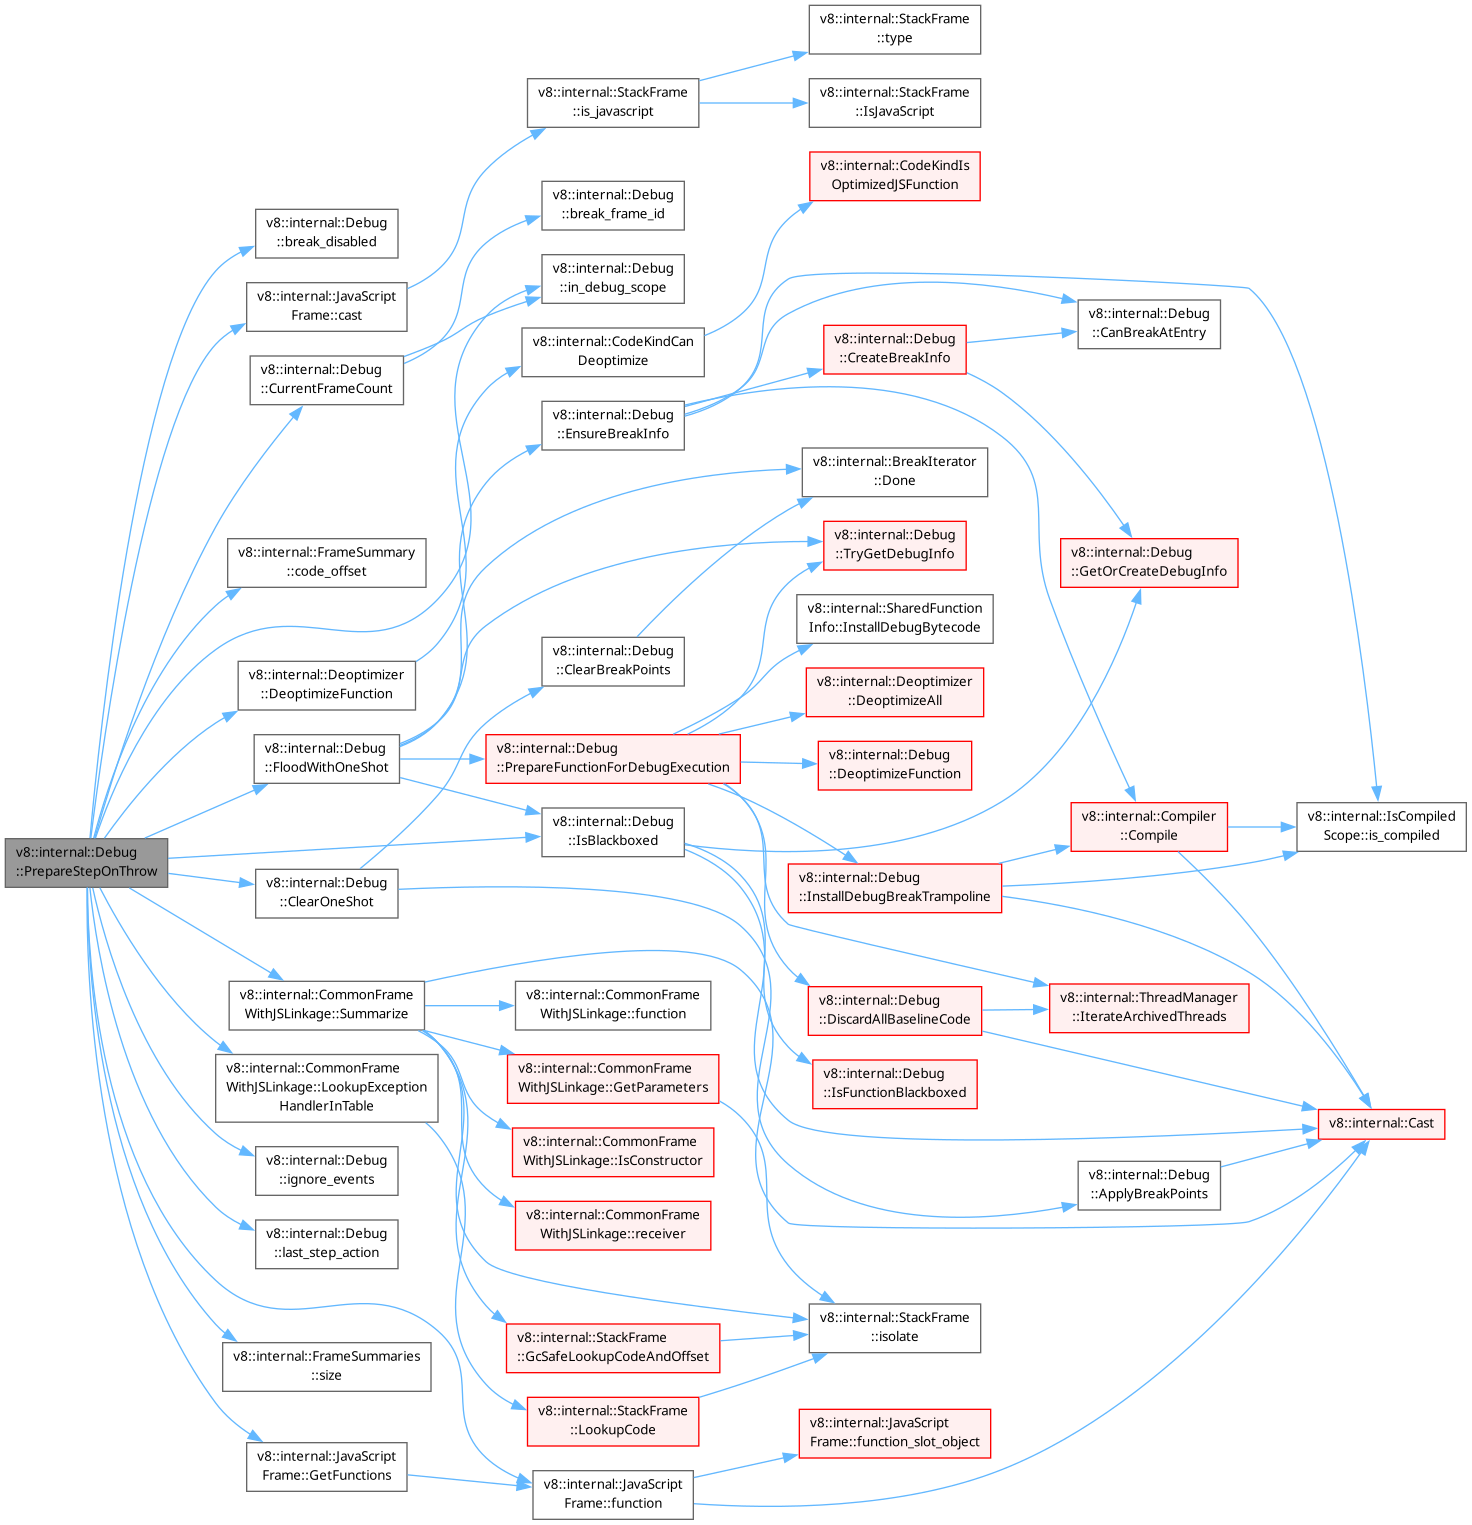 v8::internal::StackFrame
::type
v8::internal::StackFrame
::is_javascript
v8::internal::StackFrame
::IsJavaScript
v8::internal::CodeKindIs
OptimizedJSFunction
v8::internal::Debug
::break_disabled
v8::internal::Debug
::break_frame_id
v8::internal::JavaScript
Frame::cast
v8::internal::Debug
::in_debug_scope
v8::internal::Debug
::CanBreakAtEntry
v8::internal::Debug
::CurrentFrameCount
v8::internal::CodeKindCan
Deoptimize
v8::internal::Debug
::CreateBreakInfo
v8::internal::Debug
::EnsureBreakInfo
v8::internal::BreakIterator
::Done
v8::internal::FrameSummary
::code_offset
v8::internal::Debug
::TryGetDebugInfo
v8::internal::Debug
::GetOrCreateDebugInfo
v8::internal::SharedFunction
Info::InstallDebugBytecode
v8::internal::Deoptimizer
::DeoptimizeFunction
v8::internal::Debug
::ClearBreakPoints
v8::internal::Deoptimizer
::DeoptimizeAll
v8::internal::Debug
::FloodWithOneShot
v8::internal::Debug
::PrepareFunctionForDebugExecution
v8::internal::Debug
::DeoptimizeFunction
v8::internal::Debug
::PrepareStepOnThrow
v8::internal::Debug
::IsBlackboxed
v8::internal::Compiler
::Compile
v8::internal::IsCompiled
Scope::is_compiled
v8::internal::Debug
::ClearOneShot
v8::internal::Debug
::InstallDebugBreakTrampoline
v8::internal::CommonFrame
WithJSLinkage::Summarize
v8::internal::CommonFrame
WithJSLinkage::function
v8::internal::Debug
::DiscardAllBaselineCode
v8::internal::ThreadManager
::IterateArchivedThreads
v8::internal::CommonFrame
WithJSLinkage::LookupException
HandlerInTable
v8::internal::CommonFrame
WithJSLinkage::GetParameters
v8::internal::Debug
::IsFunctionBlackboxed
v8::internal::Cast
v8::internal::Debug
::ignore_events
v8::internal::CommonFrame
WithJSLinkage::IsConstructor
v8::internal::Debug
::ApplyBreakPoints
v8::internal::Debug
::last_step_action
v8::internal::CommonFrame
WithJSLinkage::receiver
v8::internal::StackFrame
::isolate
v8::internal::FrameSummaries
::size
v8::internal::StackFrame
::GcSafeLookupCodeAndOffset
v8::internal::StackFrame
::LookupCode
v8::internal::JavaScript
Frame::function_slot_object
v8::internal::JavaScript
Frame::GetFunctions
v8::internal::JavaScript
Frame::function